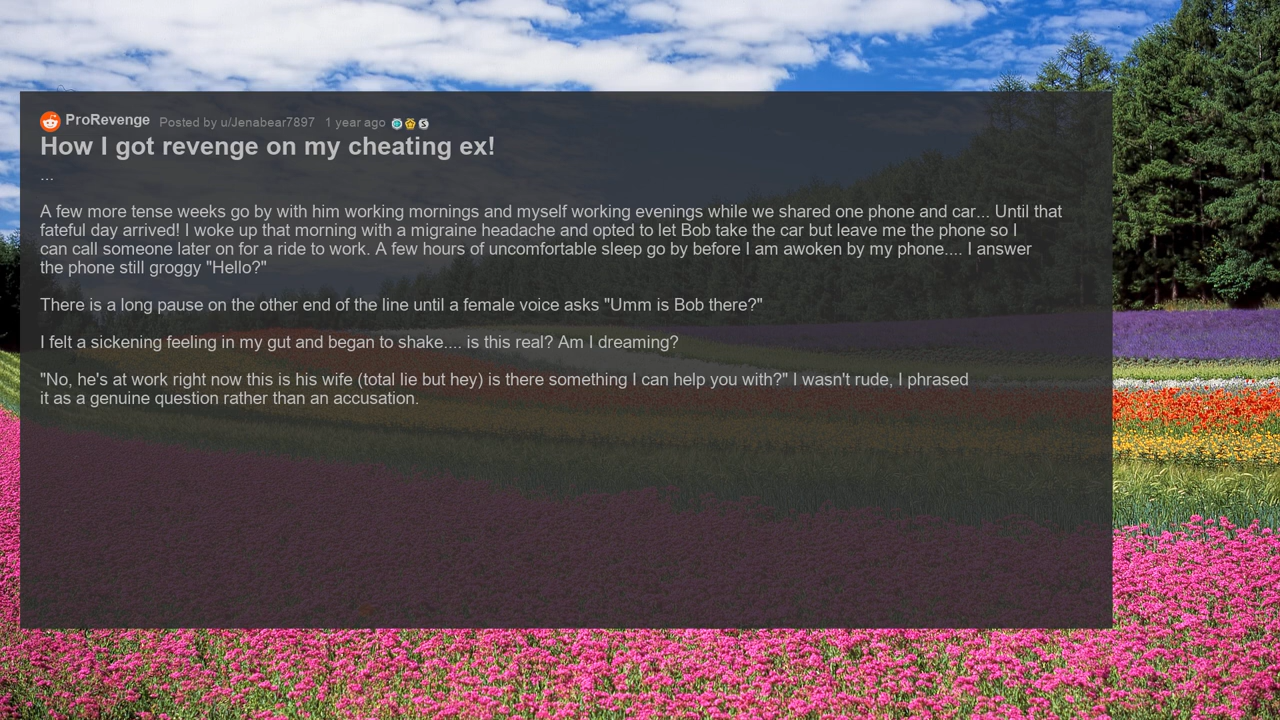 ProRevenge Posted by u/Jenabear7897 1 year ago
How I got revenge on my cheating ex!
...
A few more tense weeks go by with him working mornings and myself working evenings while we shared one phone and car... Until that
fateful day arrived! I woke up that morning with a migraine headache and opted to let Bob take the car but leave me the phone so I
can call someone later on for a ride to work. A few hours of uncomfortable sleep go by before I am awoken by my phone.... I answer
the phone still groggy "Hello?"
There is a long pause on the other end of the line until a female voice asks "Umm is Bob there?"
I felt a sickening feeling in my gut and began to shake.... is this real? Am I dreaming?
"No, he's at work right now this is his wife (total lie but hey) is there something I can help you with?" I wasn't rude, I phrased
it as a genuine question rather than an accusation.